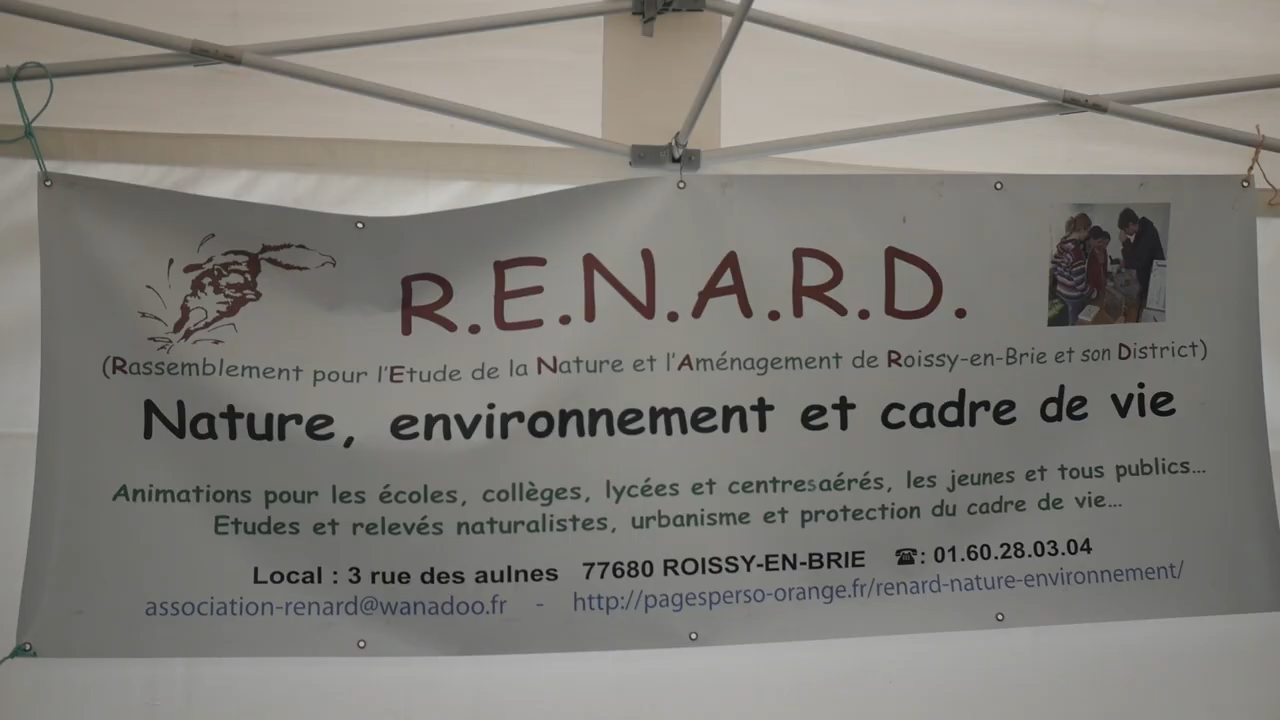 R.E.N.A.R.D.
(Rassemblement pour l'Etude de la Nature et l'Aménagement de Roissy-en-Brie et son District)
Nature, environnement et cadre de vie
Animations pour les écoles, collèges, lycées et centresaérés, les jeunes et tous publics...
Etudes et relevés naturalistes, urbanisme et protection du cadre de vie...
Local : 3 rue des aulnes 77680 ROISSY-EN-BRIE ☎: 01.60.28.03.04
association-renard@wanadoo.fr - http://pagesperso-orange.fr/renard-nature-environnement/